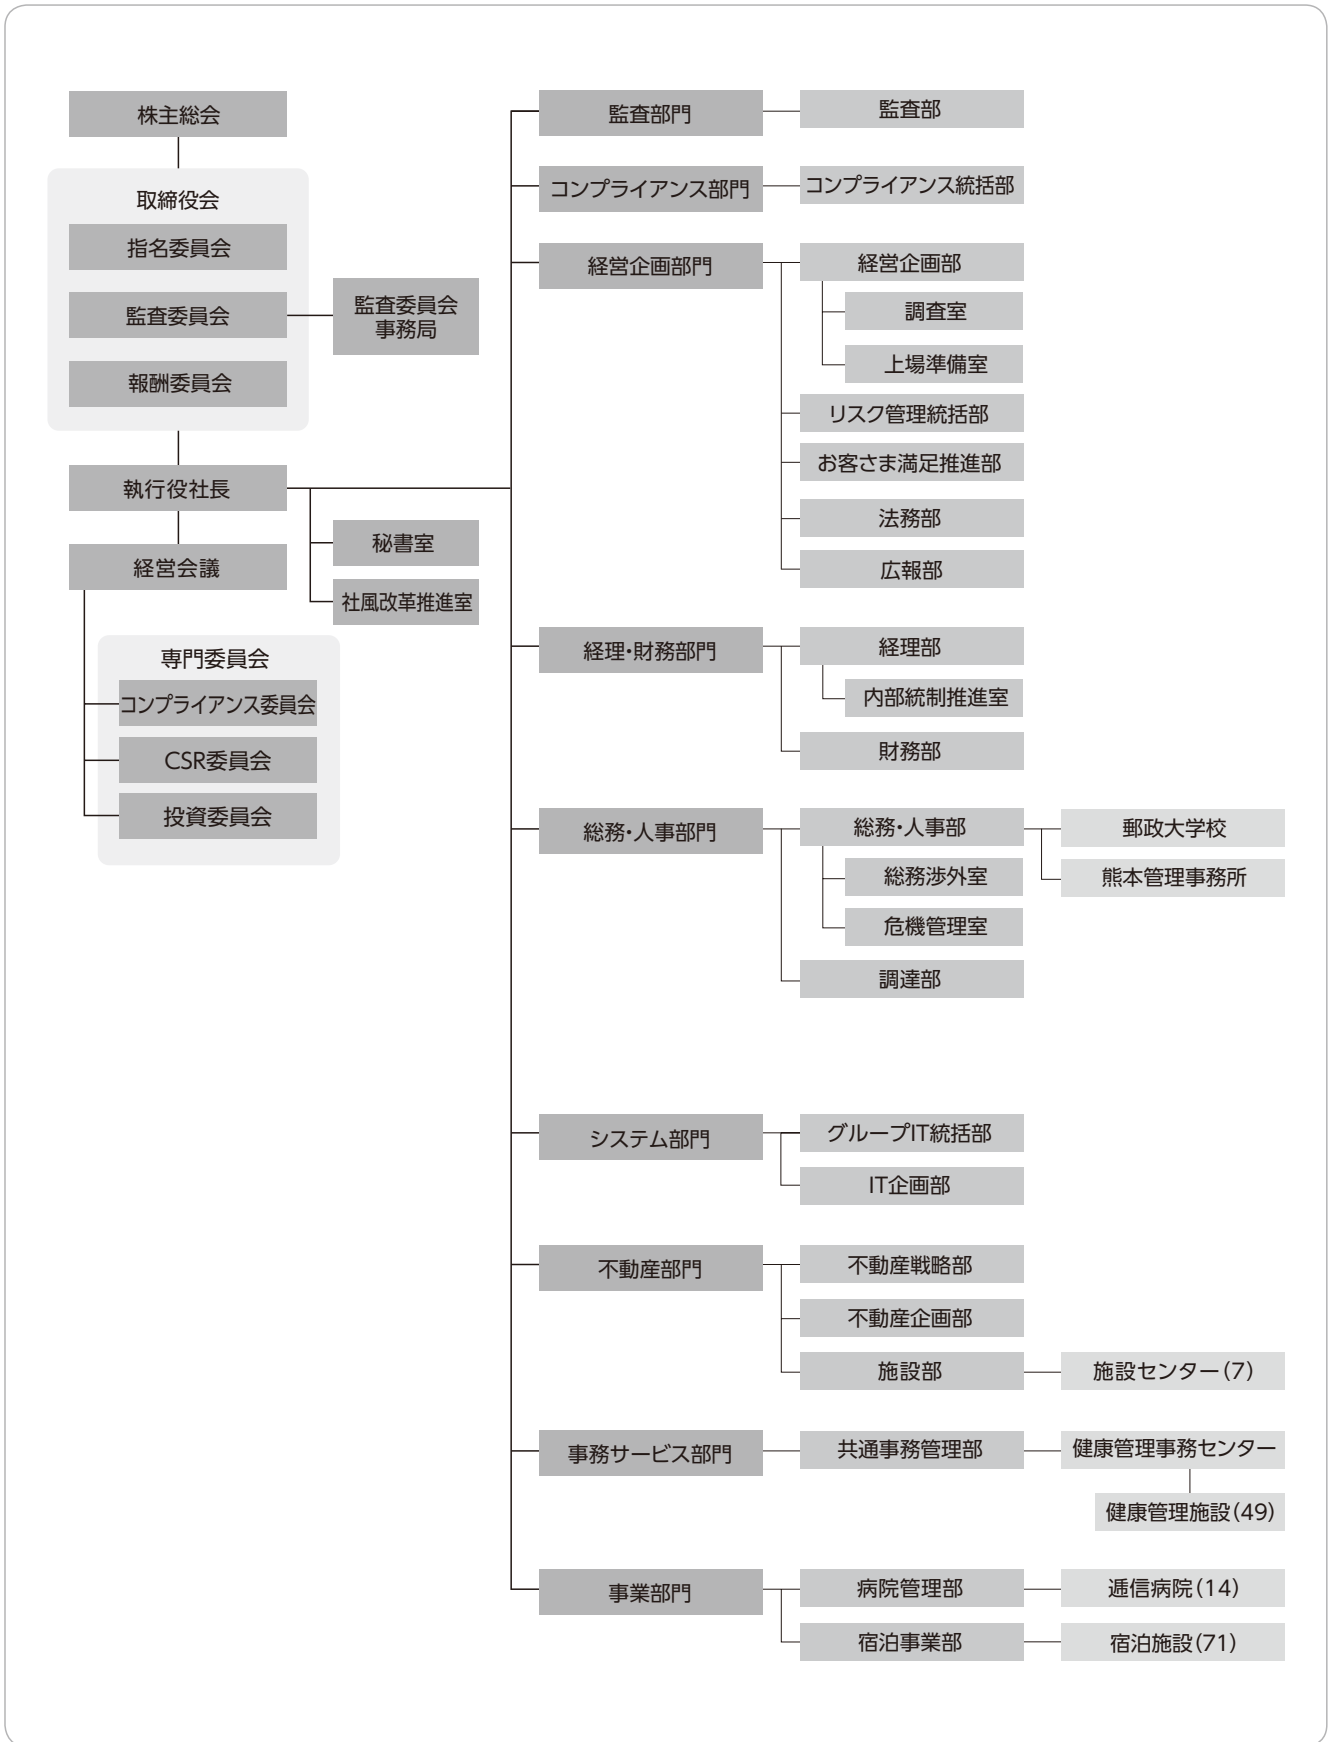 株主総会
取締役会
指名委員会
監査委員会
監査委員会
事務局
報酬委員会
執行役社長
秘書室
社風改革推進室
経営会議
専門委員会
コンプライアンス委員会
CSR委員会
投資委員会
監査部門
監査部
コンプライアンス部門
コンプライアンス統括部
経営企画部門
経営企画部
調査室
上場準備室
リスク管理統括部
お客さま満足推進部
法務部
広報部
経理・財務部門
経理部
内部統制推進室
財務部
総務・人事部門
総務・人事部
郵政大学校
熊本管理事務所
総務渉外室
危機管理室
調達部
システム部門
グループIT統括部
IT企画部
不動産部門
不動産戦略部
不動産企画部
施設部
施設センター(7)
事務サービス部門
共通事務管理部
健康管理事務センター
健康管理施設(49)
事業部門
病院管理部
逓信病院(14)
宿泊事業部
宿泊施設(71)